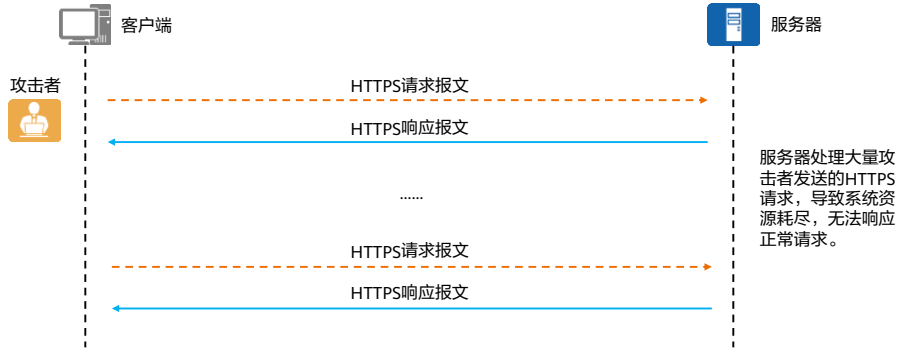 客户端
服务器
攻击者
HTTPS请求报文
HTTPS响应报文
服务器处理大量攻
击者发送的HTTPS
请求，导致系统资
源耗尽，无法响应
正常请求。
......
HTTPS请求报文
HTTPS响应报文